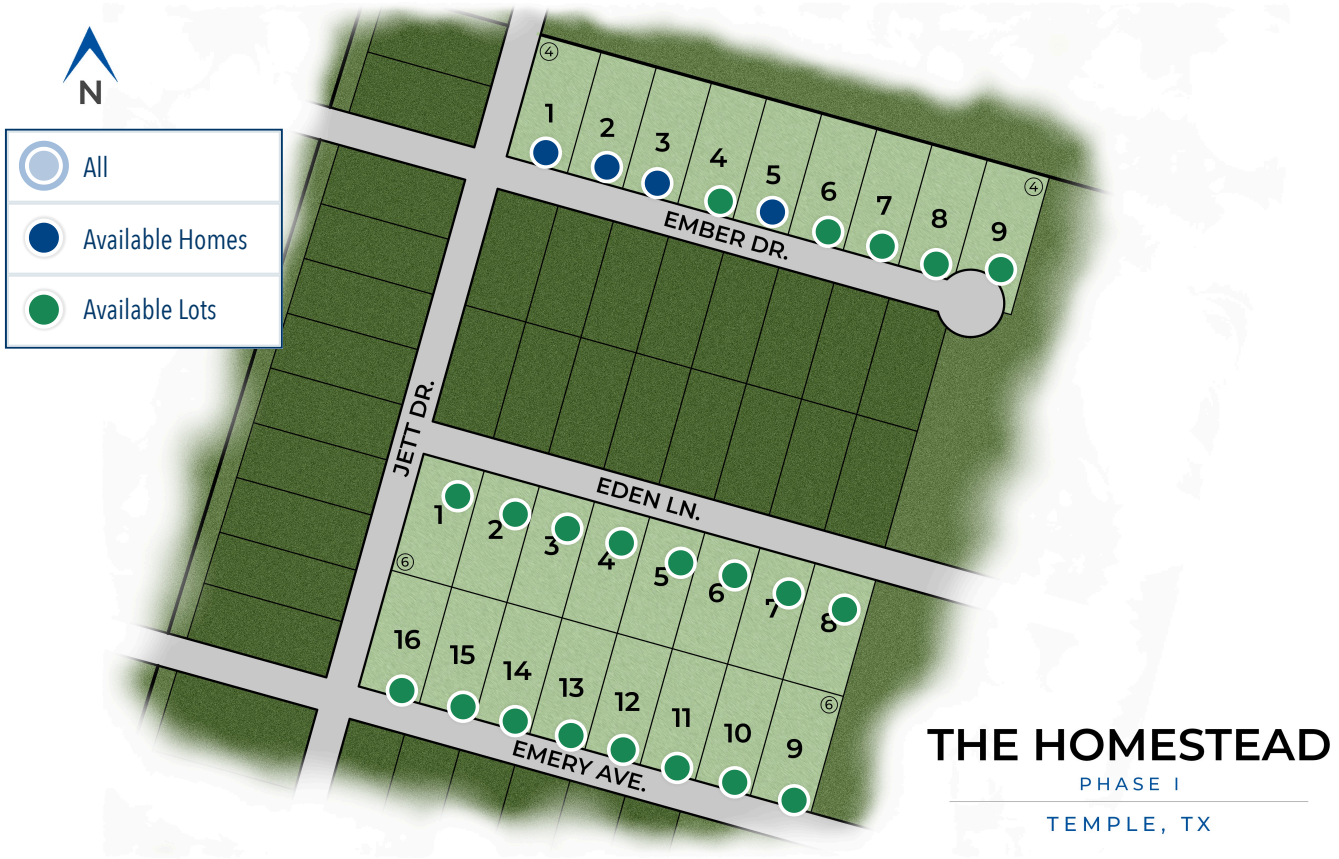 N
All
Available Homes
Available Lots
4
1
2
3
4
5
6
7
8
9
4
EMBER DR.
JETT DR.
EDEN LN.
1
2
3
4
5
6
7
8
6
16
15
14
13
12
11
10
9
6
EMERY AVE.
THE HOMESTEAD
PHASE I
TEMPLE, TX